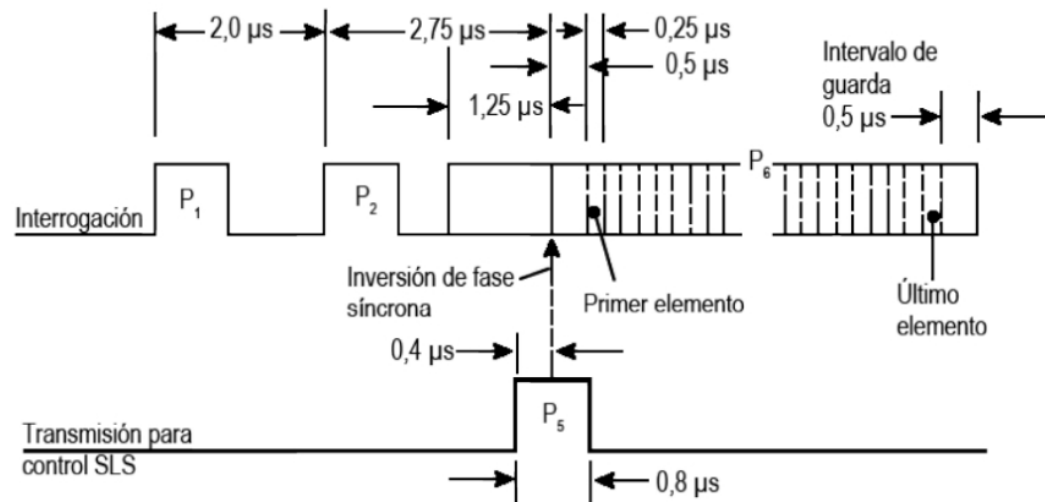 2,0 µs
2,75 µs
0,25 µs
0,5 µs
1,25 µs
Intervalo de
guarda
0,5 µs
Interrogación
P1
P2
P6
Inversión de fase
síncrona
Primer elemento
Último
elemento
0,4 µs
P5
Transmisión para
control SLS
0,8 µs